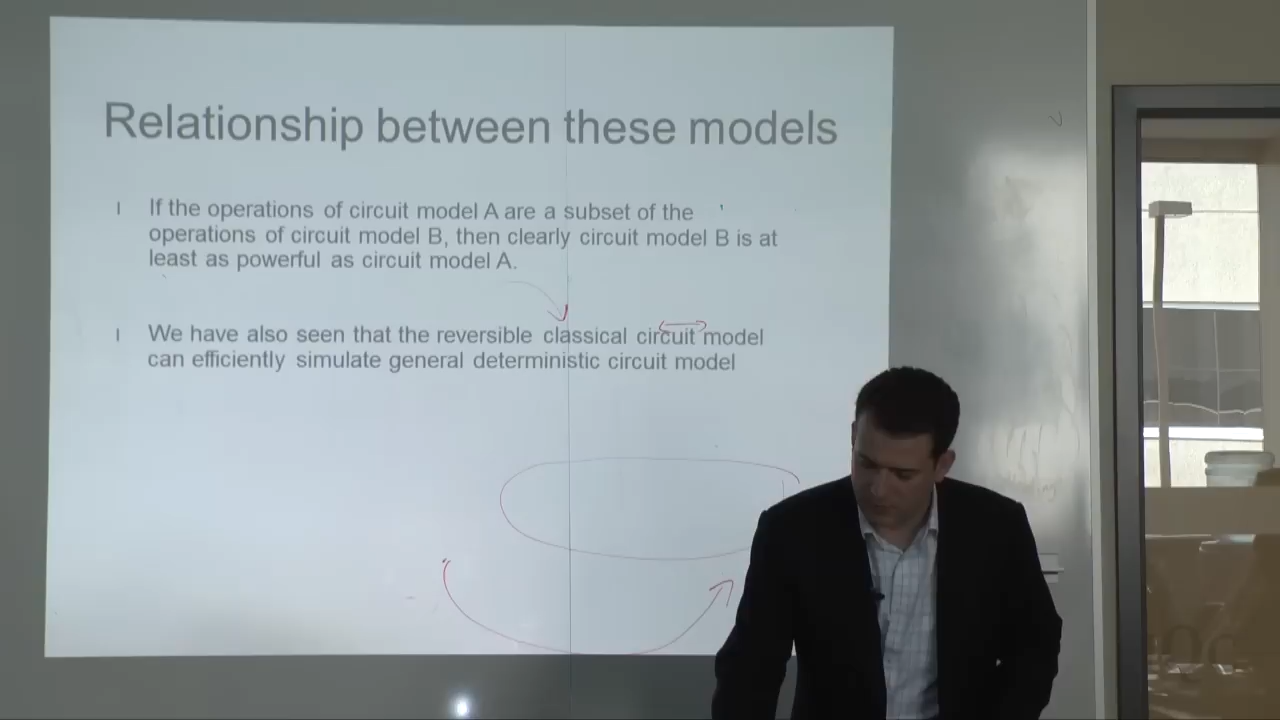 Relationship between these models
If the operations of circuit model A are a subset of the
operations of circuit model B, then clearly circuit model B is at
least as powerful as circuit model A.
We have also seen that the reversible classical circuit model
can efficiently simulate general deterministic circuit model